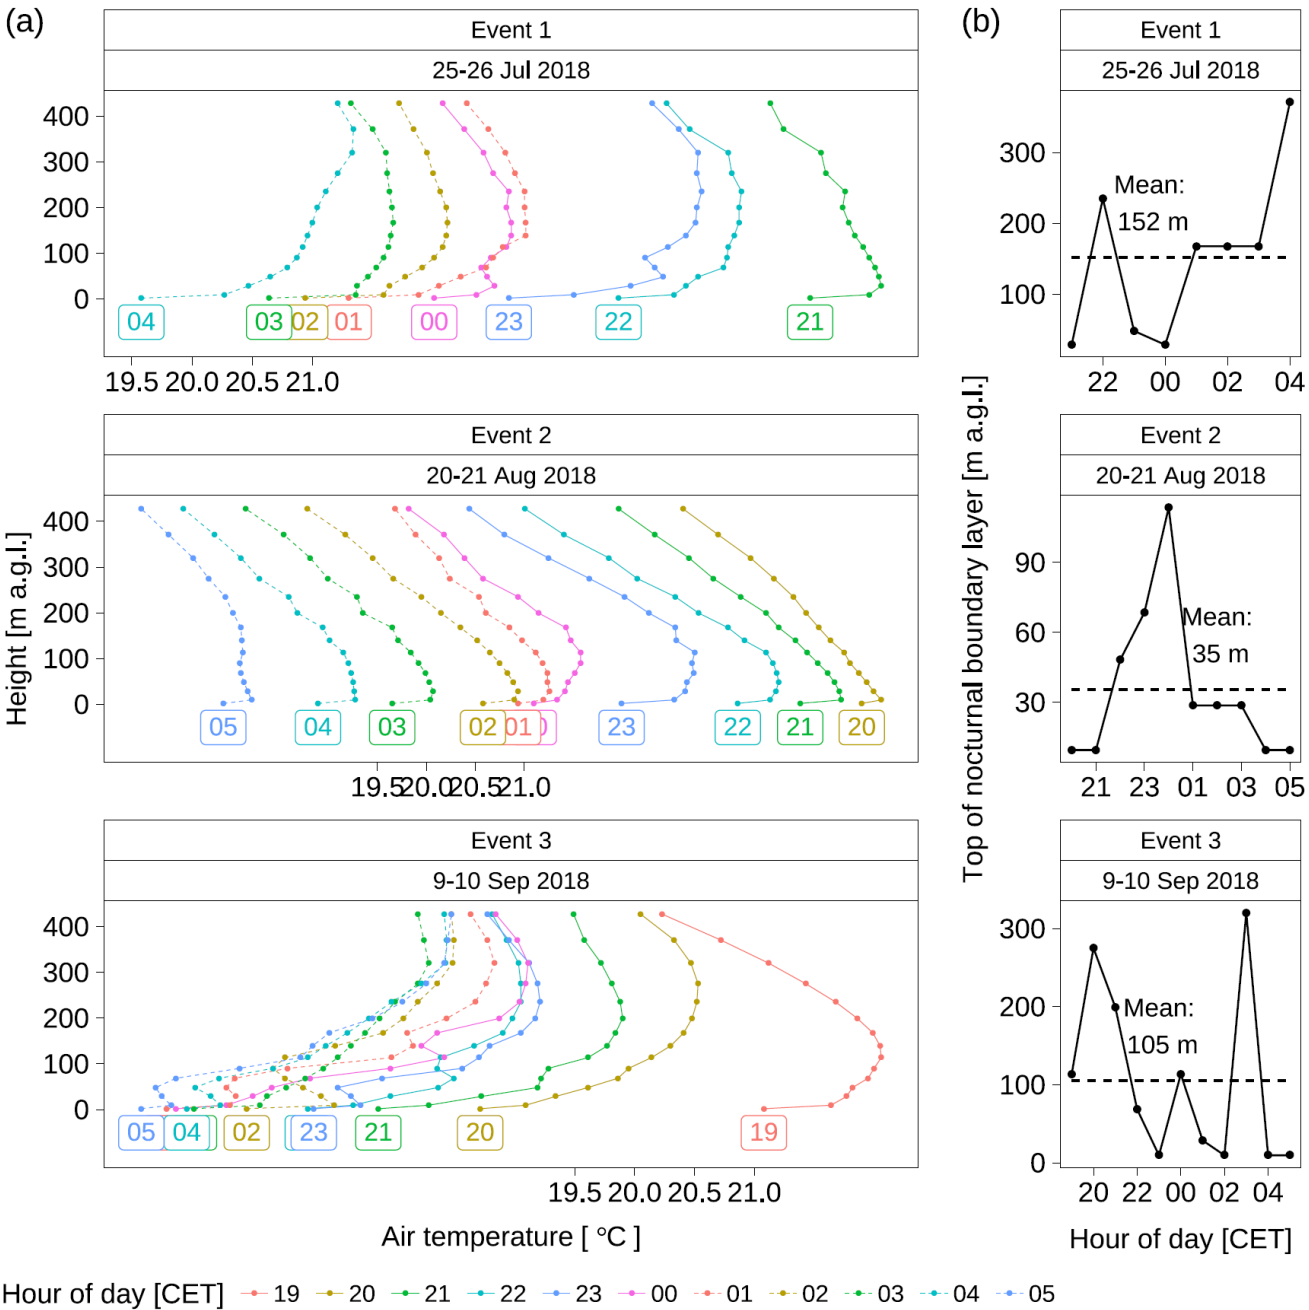 (a)
Event 1
25-26 Jul 2018
400
300
200
100
0
04 03 02 01 00 23 22 21
19.5 20.0 20.5 21.0
Event 2
20-21 Aug 2018
400
300
200
100
0
05 04 03 02 01 0 23 22 21 20
19.5 20.0 20.5 21.0
Event 3
9-10 Sep 2018
400
300
200
100
0
05 04 02 23 21 20 19
19.5 20.0 20.5 21.0
Height [m a.g.l.]
Air temperature [ °C ]
(b)
Event 1
25-26 Jul 2018
300
200
100
Mean:
152 m
22 00 02 04
Event 2
20-21 Aug 2018
90
60
30
Mean:
35 m
21 23 01 03 05
Event 3
9-10 Sep 2018
300
200
100
0
Mean:
105 m
20 22 00 02 04
Top of nocturnal boundary layer [m a.g.l.]
Hour of day [CET]
Hour of day [CET] 19 20 21 22 23 00 01 02 03 04 05